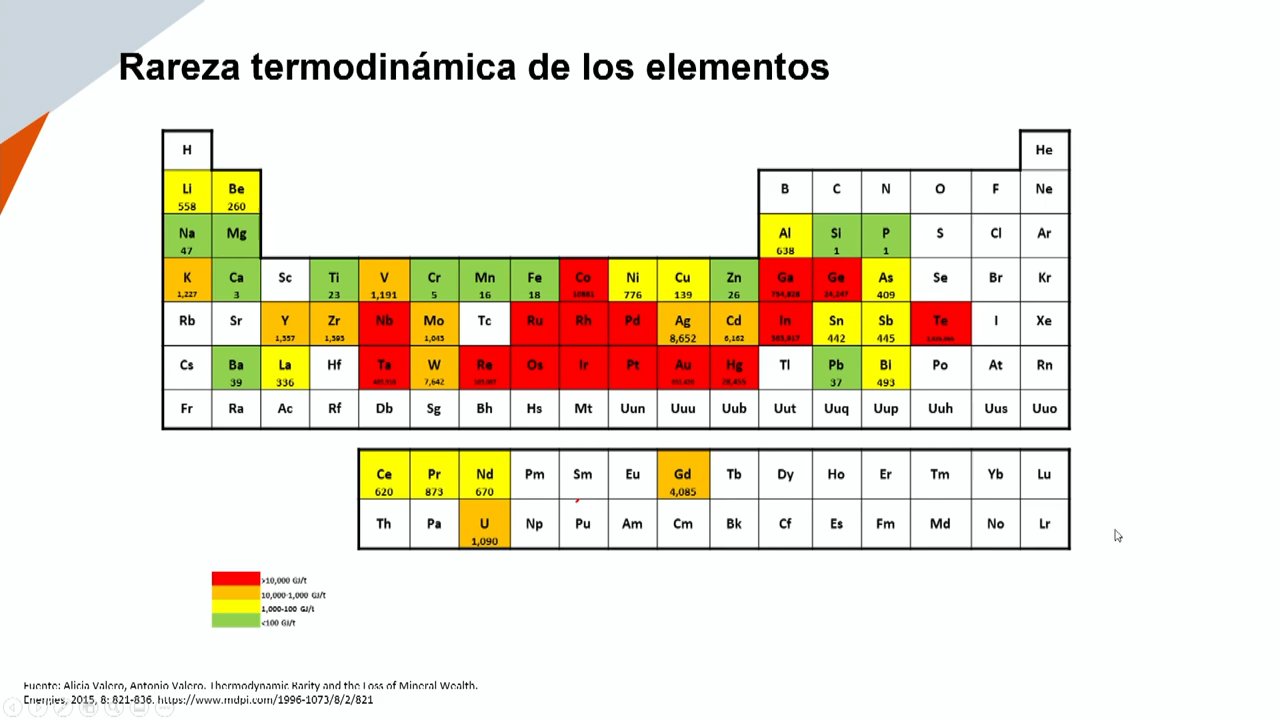 Rareza termodinámica de los elementos
H He
Li Be B C N O F Ne
558 260
Na Mg Al Si P S Cl Ar
47 638 1 1
K Ca Sc Ti V Cr Mn Fe Co Ni Cu Zn Ga Ge As Se Br Kr
1,227 3 23 1,191 5 16 18 776 139 26 409
Rb Sr Y Zr Nb Mo Tc Ru Rh Pd Ag Cd In Sn Sb Te I Xe
8,652 6,162 442 445
Cs Ba La Hf Ta W Re Os Ir Pt Au Hg Tl Pb Bi Po At Rn
39 336 7,642 37 493
Fr Ra Ac Rf Db Sg Bh Hs Mt Uun Uuu Uub Uut Uuq Uup Uuh Uus Uuo
Ce Pr Nd Pm Sm Eu Gd Tb Dy Ho Er Tm Yb Lu
620 873 670 4,085
Th Pa U Np Pu Am Cm Bk Cf Es Fm Md No Lr
1,090
>10,000 GJ/t
10,000-1,000 GJ/t
1,000-100 GJ/t
<100 GJ/t
Fuente: Alicia Valero, Antonio Valero. Thermodynamic Rarity and the Loss of Mineral Wealth.
Energies, 2015, 8: 821-836. https://www.mdpi.com/1996-1073/8/2/821